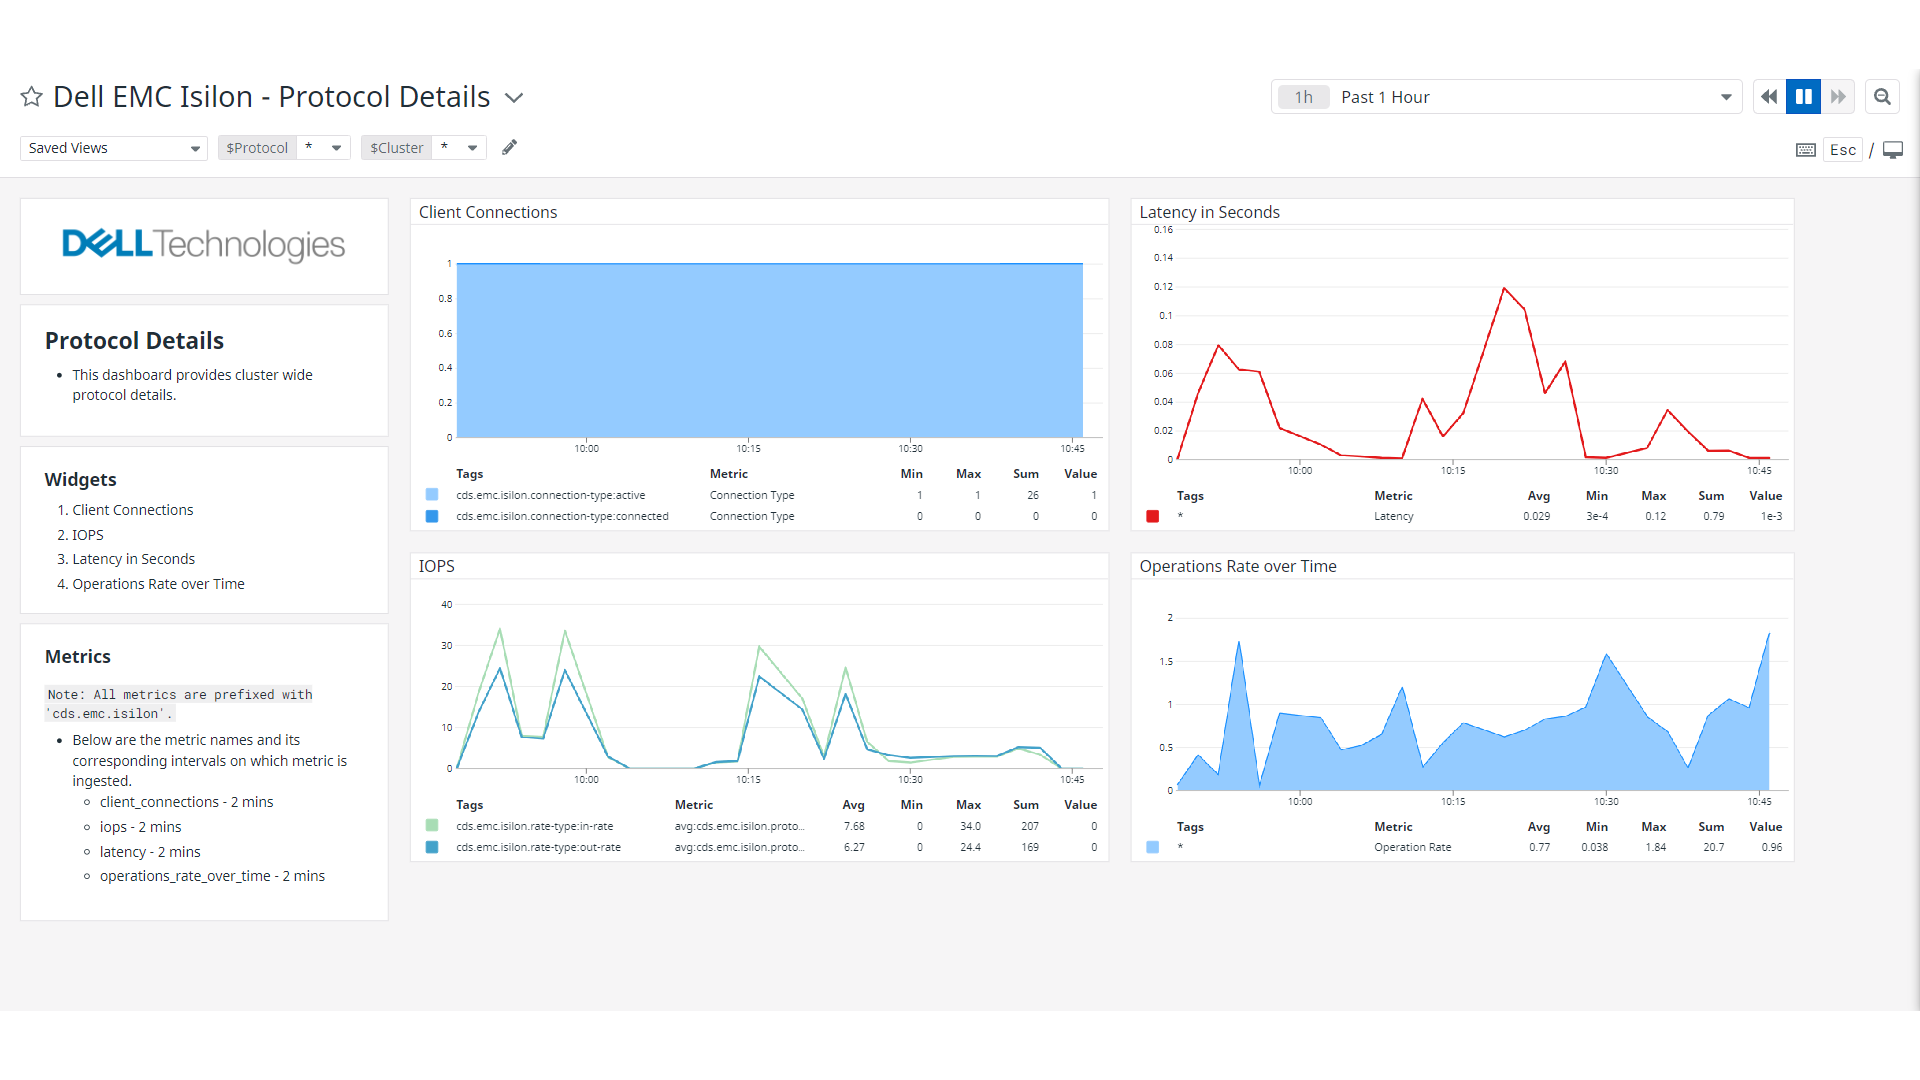 Dell EMC Isilon - Protocol Details
1h Past 1 Hour
Saved Views
$Protocol *
$Cluster *
Esc /
DELLTechnologies
Protocol Details
• This dashboard provides cluster wide
protocol details.
Widgets
1. Client Connections
2. IOPS
3. Latency in Seconds
4. Operations Rate over Time
Metrics
Note: All metrics are prefixed with
'cds.emc.isilon'.
• Below are the metric names and its
corresponding intervals on which metric is
ingested.
client_connections - 2 mins
iops - 2 mins
latency - 2 mins
operations_rate_over_time - 2 mins
Client Connections
1
0.8
0.6
0.4
0.2
0
10:00 10:15 10:30 10:45
Tags Metric Min Max Sum Value
cds.emc.isilon.connection-type:active Connection Type 1 1 26 1
cds.emc.isilon.connection-type:connected Connection Type 0 0 0 0
Latency in Seconds
0.16
0.14
0.12
0.1
0.08
0.06
0.04
0.02
0
10:00 10:15 10:30 10:45
Tags Metric Avg Min Max Sum Value
* Latency 0.029 3e-4 0.12 0.79 1e-3
IOPS
40
30
20
10
0
10:00 10:15 10:30 10:45
Tags Metric Avg Min Max Sum Value
cds.emc.isilon.rate-type:in-rate avg:cds.emc.isilon.proto... 7.68 0 34.0 207 0
cds.emc.isilon.rate-type:out-rate avg:cds.emc.isilon.proto... 6.27 0 24.4 169 0
Operations Rate over Time
2
1.5
1
0.5
0
10:00 10:15 10:30 10:45
Tags Metric Avg Min Max Sum Value
* Operation Rate 0.77 0.038 1.84 20.7 0.96